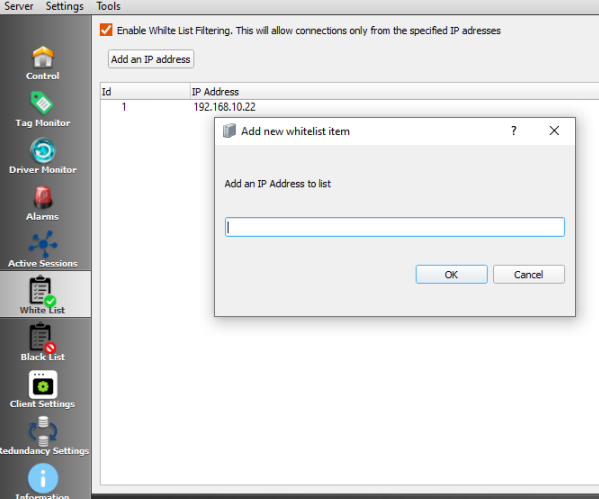 Server Settings Tools
Enable Whilte List Filtering. This will allow connections only from the specified IP adresses
Add an IP address
Id IP Address
1 192.168.10.22
Add new whitelist item ?
Add an IP Address to list
OK Cancel
Control
Tag Monitor
Driver Monitor
Alarms
Active Sessions
White List
Black List
Client Settings
Redundancy Settings
Information